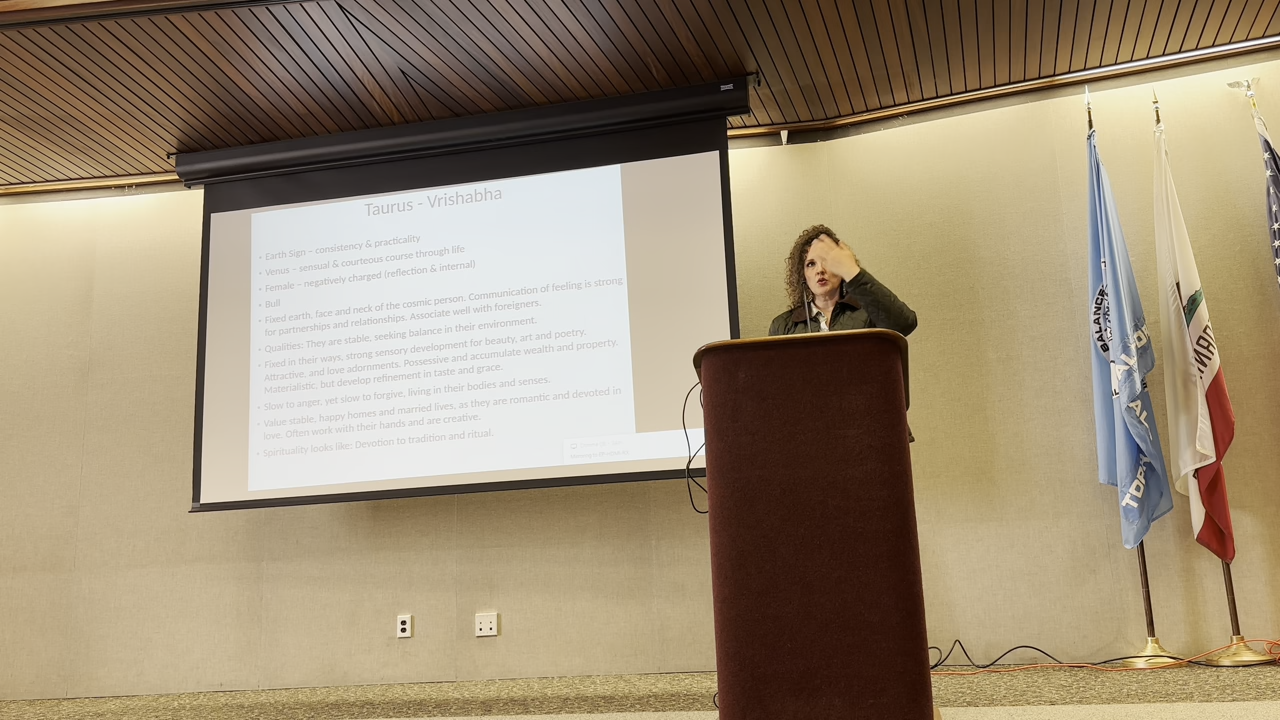 Taurus - Vrishabha
• Earth Sign – consistency & practicality
• Venus – sensual & courteous course through life
• Female – negatively charged (reflection & internal)
• Bull
• Fixed earth, face and neck of the cosmic person. Communication of feeling is strong
for partnerships and relationships. Associate well with foreigners.
• Qualities: They are stable, seeking balance in their environment.
• Fixed in their ways, strong sensory development for beauty, art and poetry.
Attractive, and love adornments. Possessive and accumulate wealth and property.
Materialistic, but develop refinement in taste and grace.
• Slow to anger, yet slow to forgive, living in their bodies and senses.
• Value stable, happy homes and married lives, as they are romantic and devoted in
love. Often work with their hands and are creative.
• Spirituality looks like: Devotion to tradition and ritual.
BALANCE